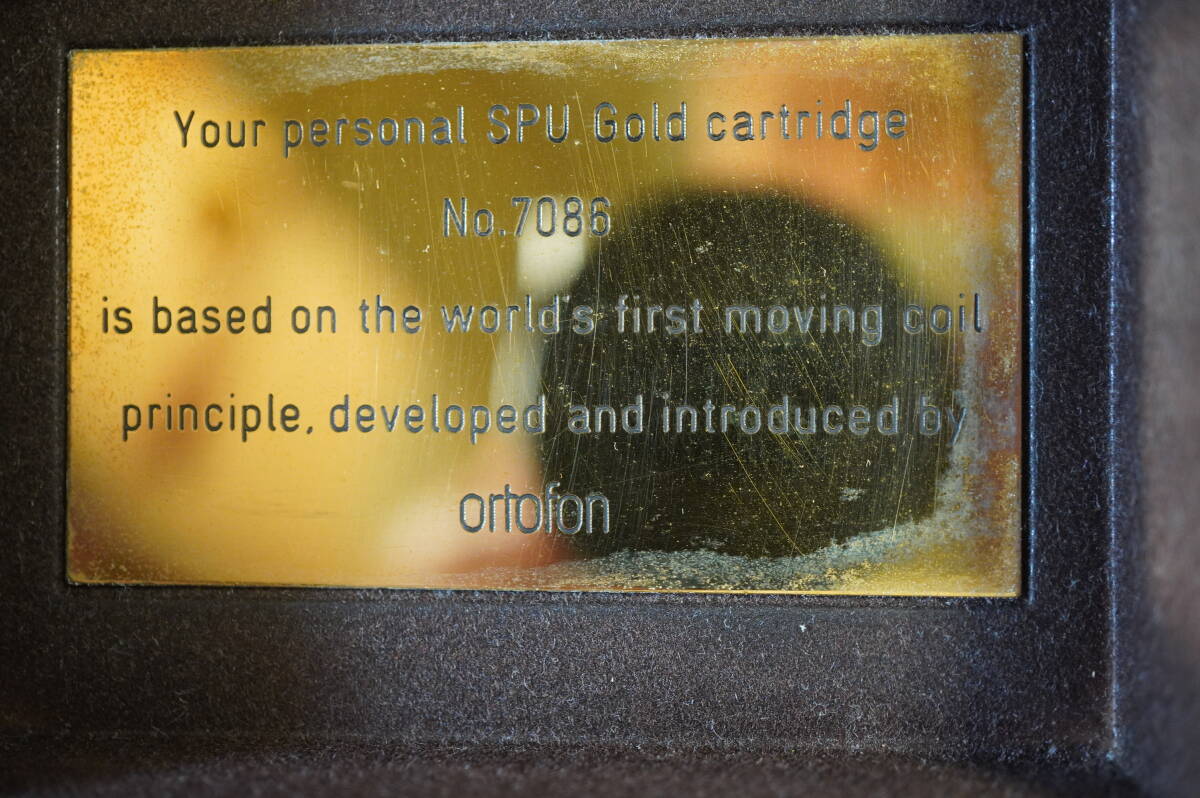 Your personal SPU Gold cartridge
No.7086
is based on the world's first moving coil
principle, developed and introduced by
ortofon